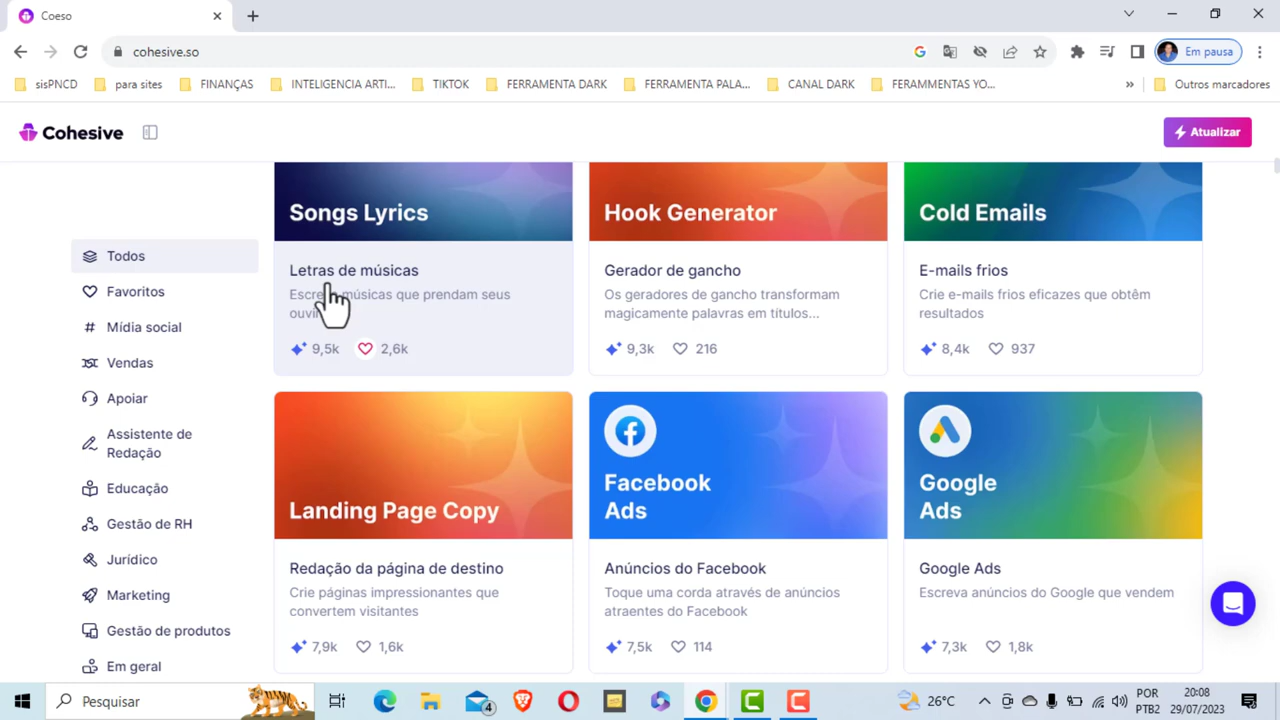 Coeso
cohesive.so
Em pausa
sisPNCD
para sites
FINANÇAS
INTELIGENCIA ARTI...
TIKTOK
FERRAMENTA DARK
FERRAMENTA PALA...
CANAL DARK
FERAMMENTAS YO...
Outros marcadores
Cohesive
Atualizar
Todos
Favoritos
Mídia social
Vendas
Apoiar
Assistente de
Redação
Educação
Gestão de RH
Jurídico
Marketing
Gestão de produtos
Em geral
Songs Lyrics
Letras de músicas
músicas que prendam seus
9,5k
2,6k
Hook Generator
Gerador de gancho
Os geradores de gancho transformam
magicamente palavras em títulos...
9,3k
216
Cold Emails
E-mails frios
Crie e-mails frios eficazes que obtêm
resultados
8,4k
937
Landing Page Copy
Redação da página de destino
Crie páginas impressionantes que
convertem visitantes
7,9k
1,6k
Facebook
Ads
Anúncios do Facebook
Toque uma corda através de anúncios
atraentes do Facebook
7,5k
114
Google
Ads
Google Ads
Escreva anúncios do Google que vendem
7,3k
1,8k
Pesquisar
4
26°C
POR
PTB2
20:08
29/07/2023